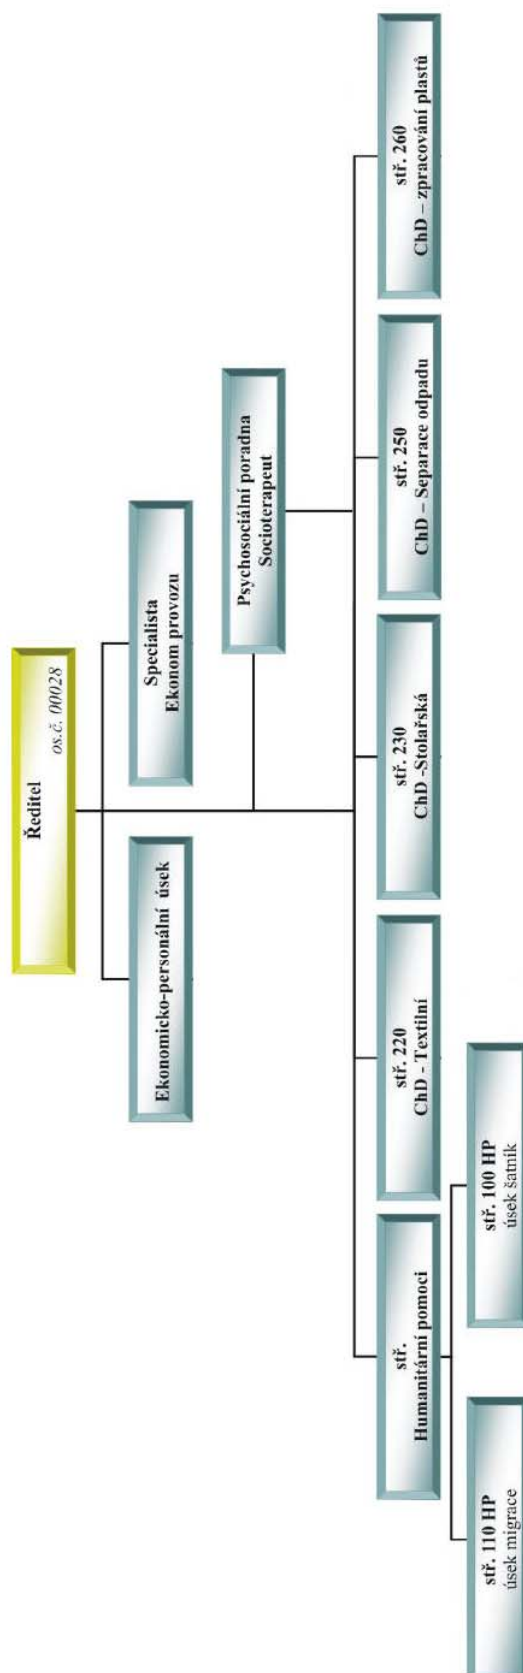 Ředitel
os.č. 00028
Ekonomicko-personální úsek
Specialista
Ekonom provozu
Psychosociální poradna
Socioterapeut
stř.
Humanitární pomoci
stř. 220
ChD - Textilní
stř. 230
ChD -Stolařská
stř. 250
ChD – Separace odpadu
stř. 260
ChD – zpracování plastů
stř. 110 HP
úsek migrace
stř. 100 HP
úsek šatník